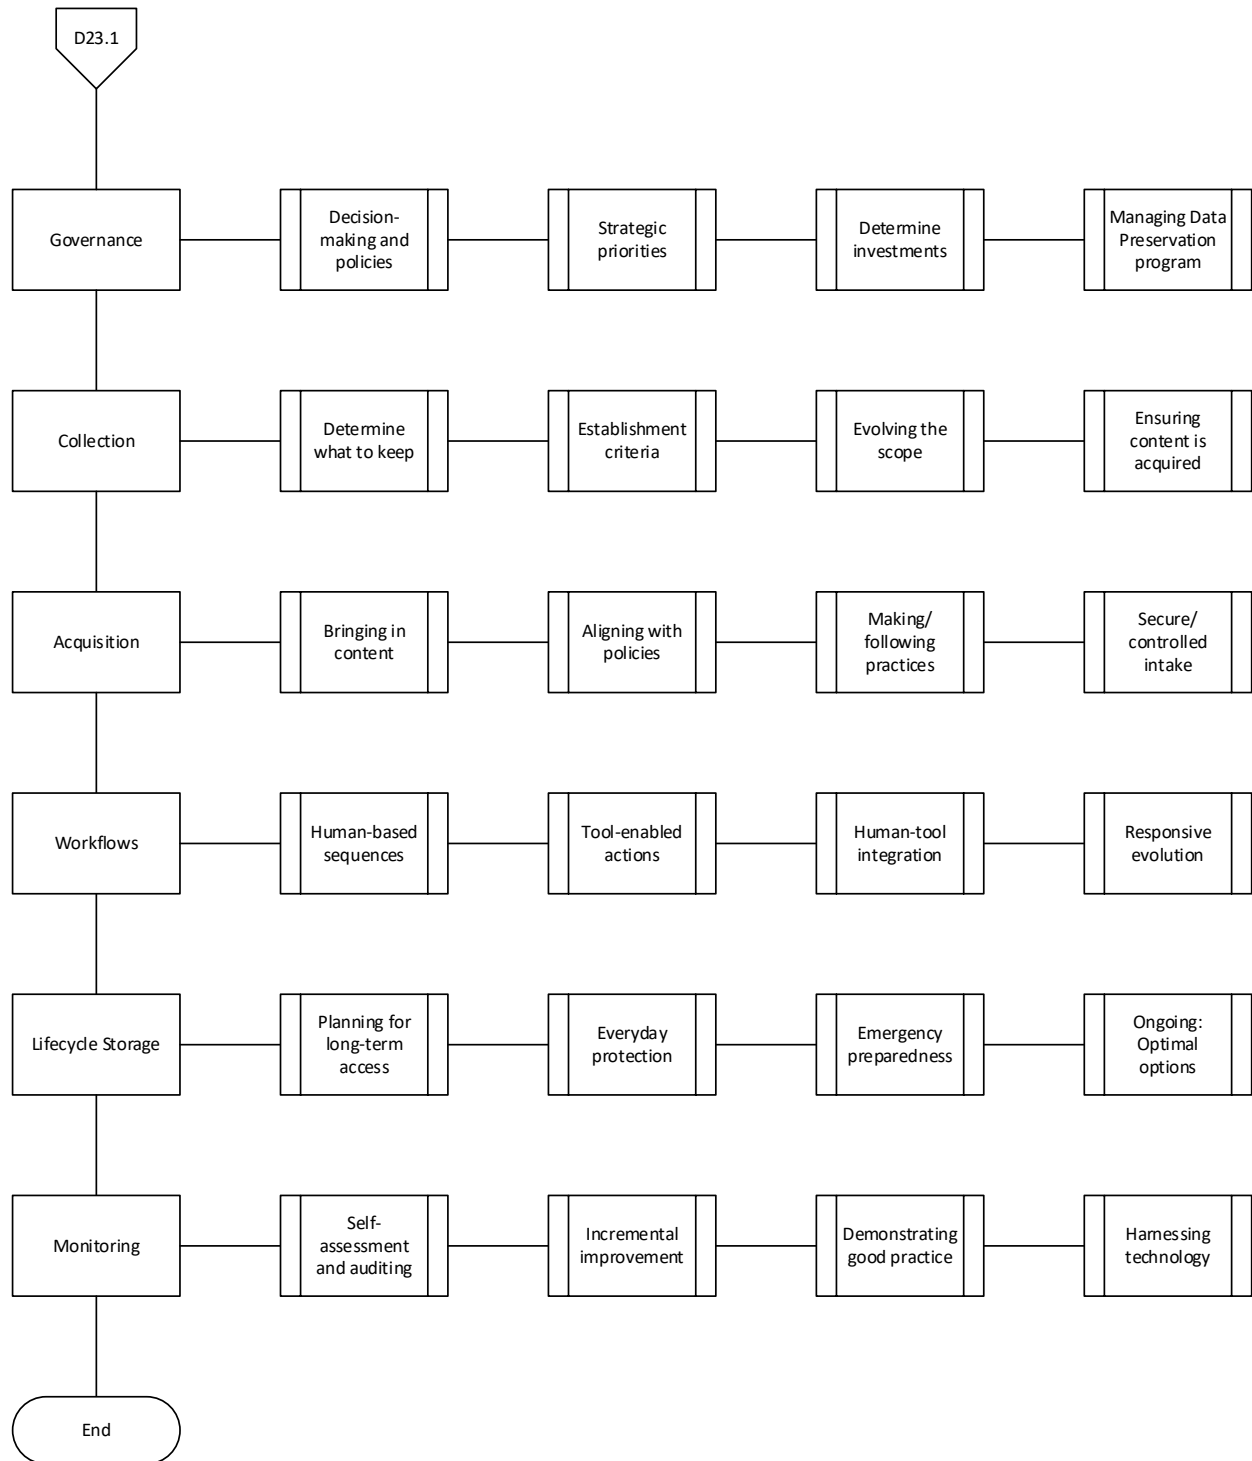 D23.1
Governance
Decision-
making and
policies
Strategic
priorities
Determine
investments
Managing Data
Preservation
program
Collection
Determine
what to keep
Establishment
criteria
Evolving the
scope
Ensuring
content is
acquired
Acquisition
Bringing in
content
Aligning with
policies
Making/
following
practices
Secure/
controlled
intake
Workflows
Human-based
sequences
Tool-enabled
actions
Human-tool
integration
Responsive
evolution
Lifecycle Storage
Planning for
long-term
access
Everyday
protection
Emergency
preparedness
Ongoing:
Optimal
options
Monitoring
Self-
assessment
and auditing
Incremental
improvement
Demonstrating
good practice
Harnessing
technology
End